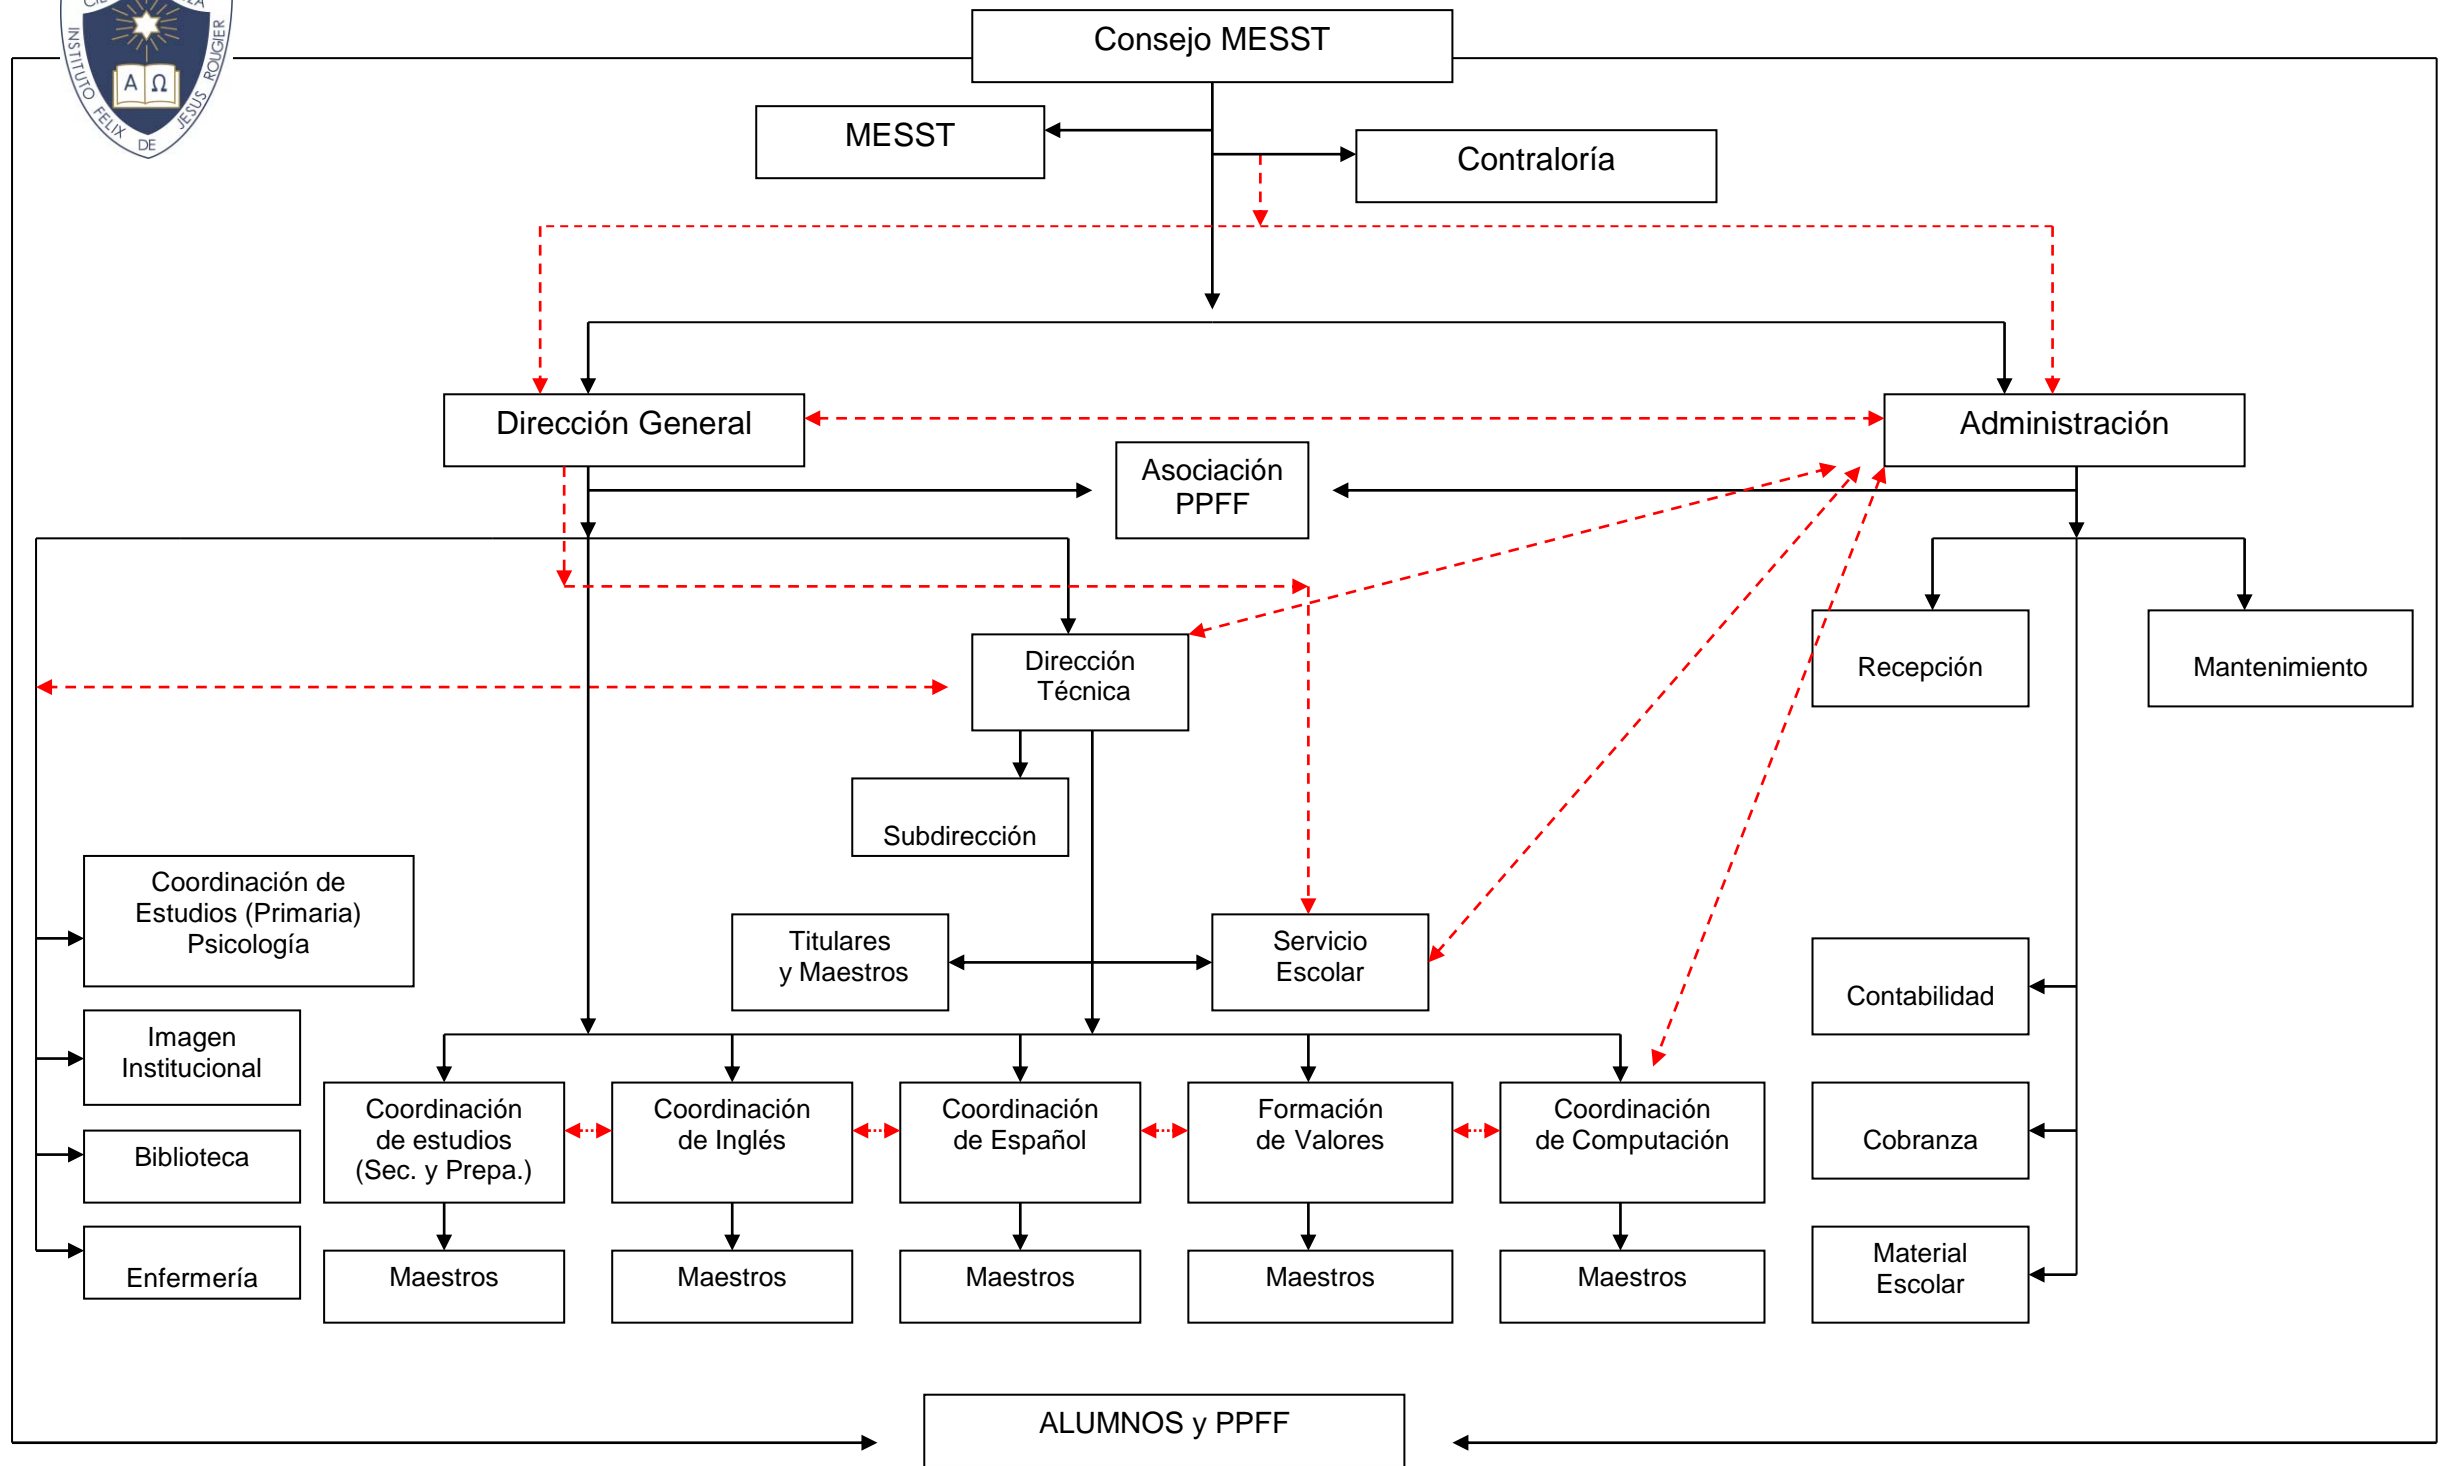 INSTITUTO FELIX DE JESUS ROUGIER
Α Ω
Consejo MESST
MESST
Contraloría
Dirección General
Administración
Asociación
PPFF
Dirección
Técnica
Recepción
Mantenimiento
Subdirección
Coordinación de
Estudios (Primaria)
Psicología
Titulares
y Maestros
Servicio
Escolar
Contabilidad
Imagen
Institucional
Coordinación
de estudios
(Sec. y Prepa.)
Coordinación
de Inglés
Coordinación
de Español
Formación
de Valores
Coordinación
de Computación
Cobranza
Biblioteca
Enfermería
Maestros
Maestros
Maestros
Maestros
Maestros
Material
Escolar
ALUMNOS y PPFF